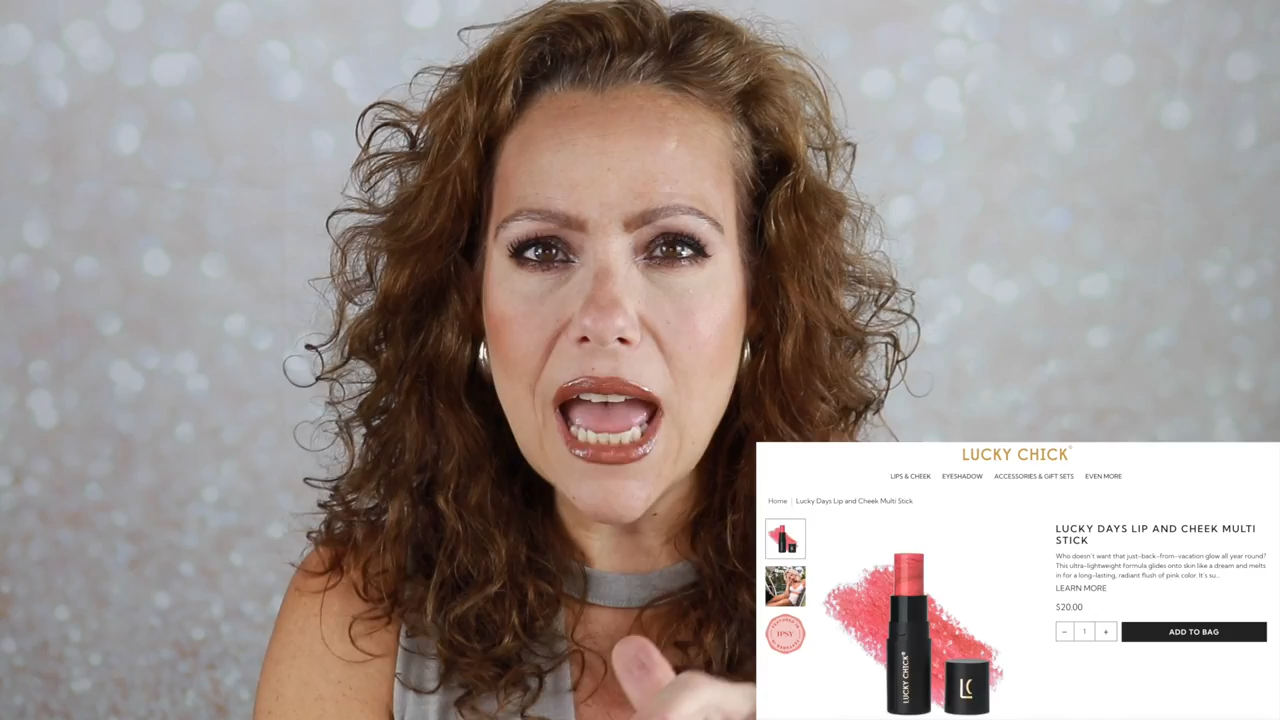 LUCKY CHICK®
LIPS & CHEEK EYESHADOW ACCESSORIES & GIFT SETS EVEN MORE
Home | Lucky Days Lip and Cheek Multi Stick
LUCKY DAYS LIP AND CHEEK MULTI
STICK
Who doesn't want that just-back-from-vacation glow all year round?
This ultra-lightweight formula glides onto skin like a dream and melts
in for a long-lasting, radiant flush of pink color. It's su...
LEARN MORE
$20.00
− 1 +
ADD TO BAG
IPSY
LUCKY CHICK®
LC